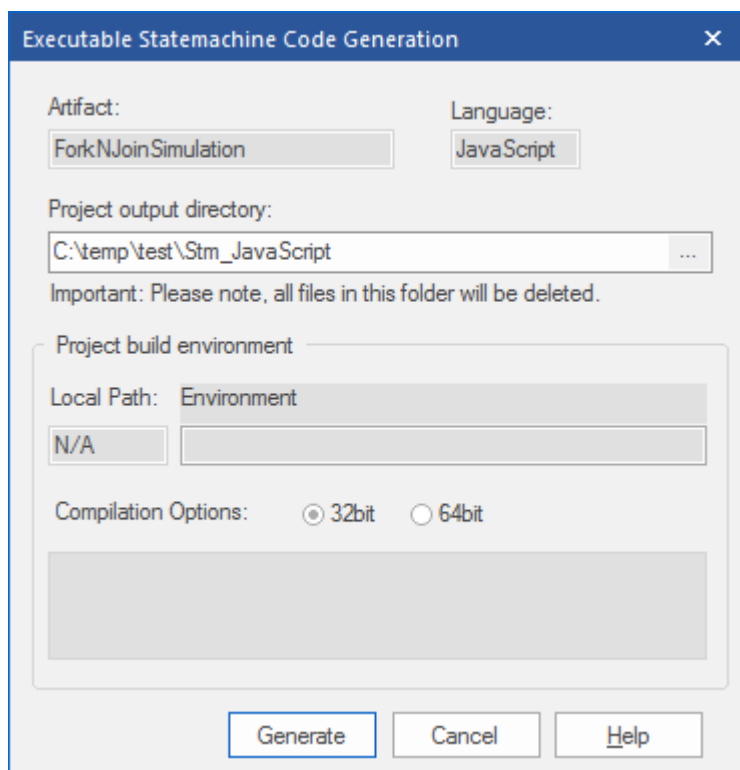 Executable Statemachine Code Generation
Artifact: Language:
ForkNJoinSimulation JavaScript
Project output directory:
C:\temp\test\Stm_JavaScript ...
Important: Please note, all files in this folder will be deleted.
Project build environment
Local Path: Environment
N/A
Compilation Options: 32bit 64bit
Generate Cancel Help